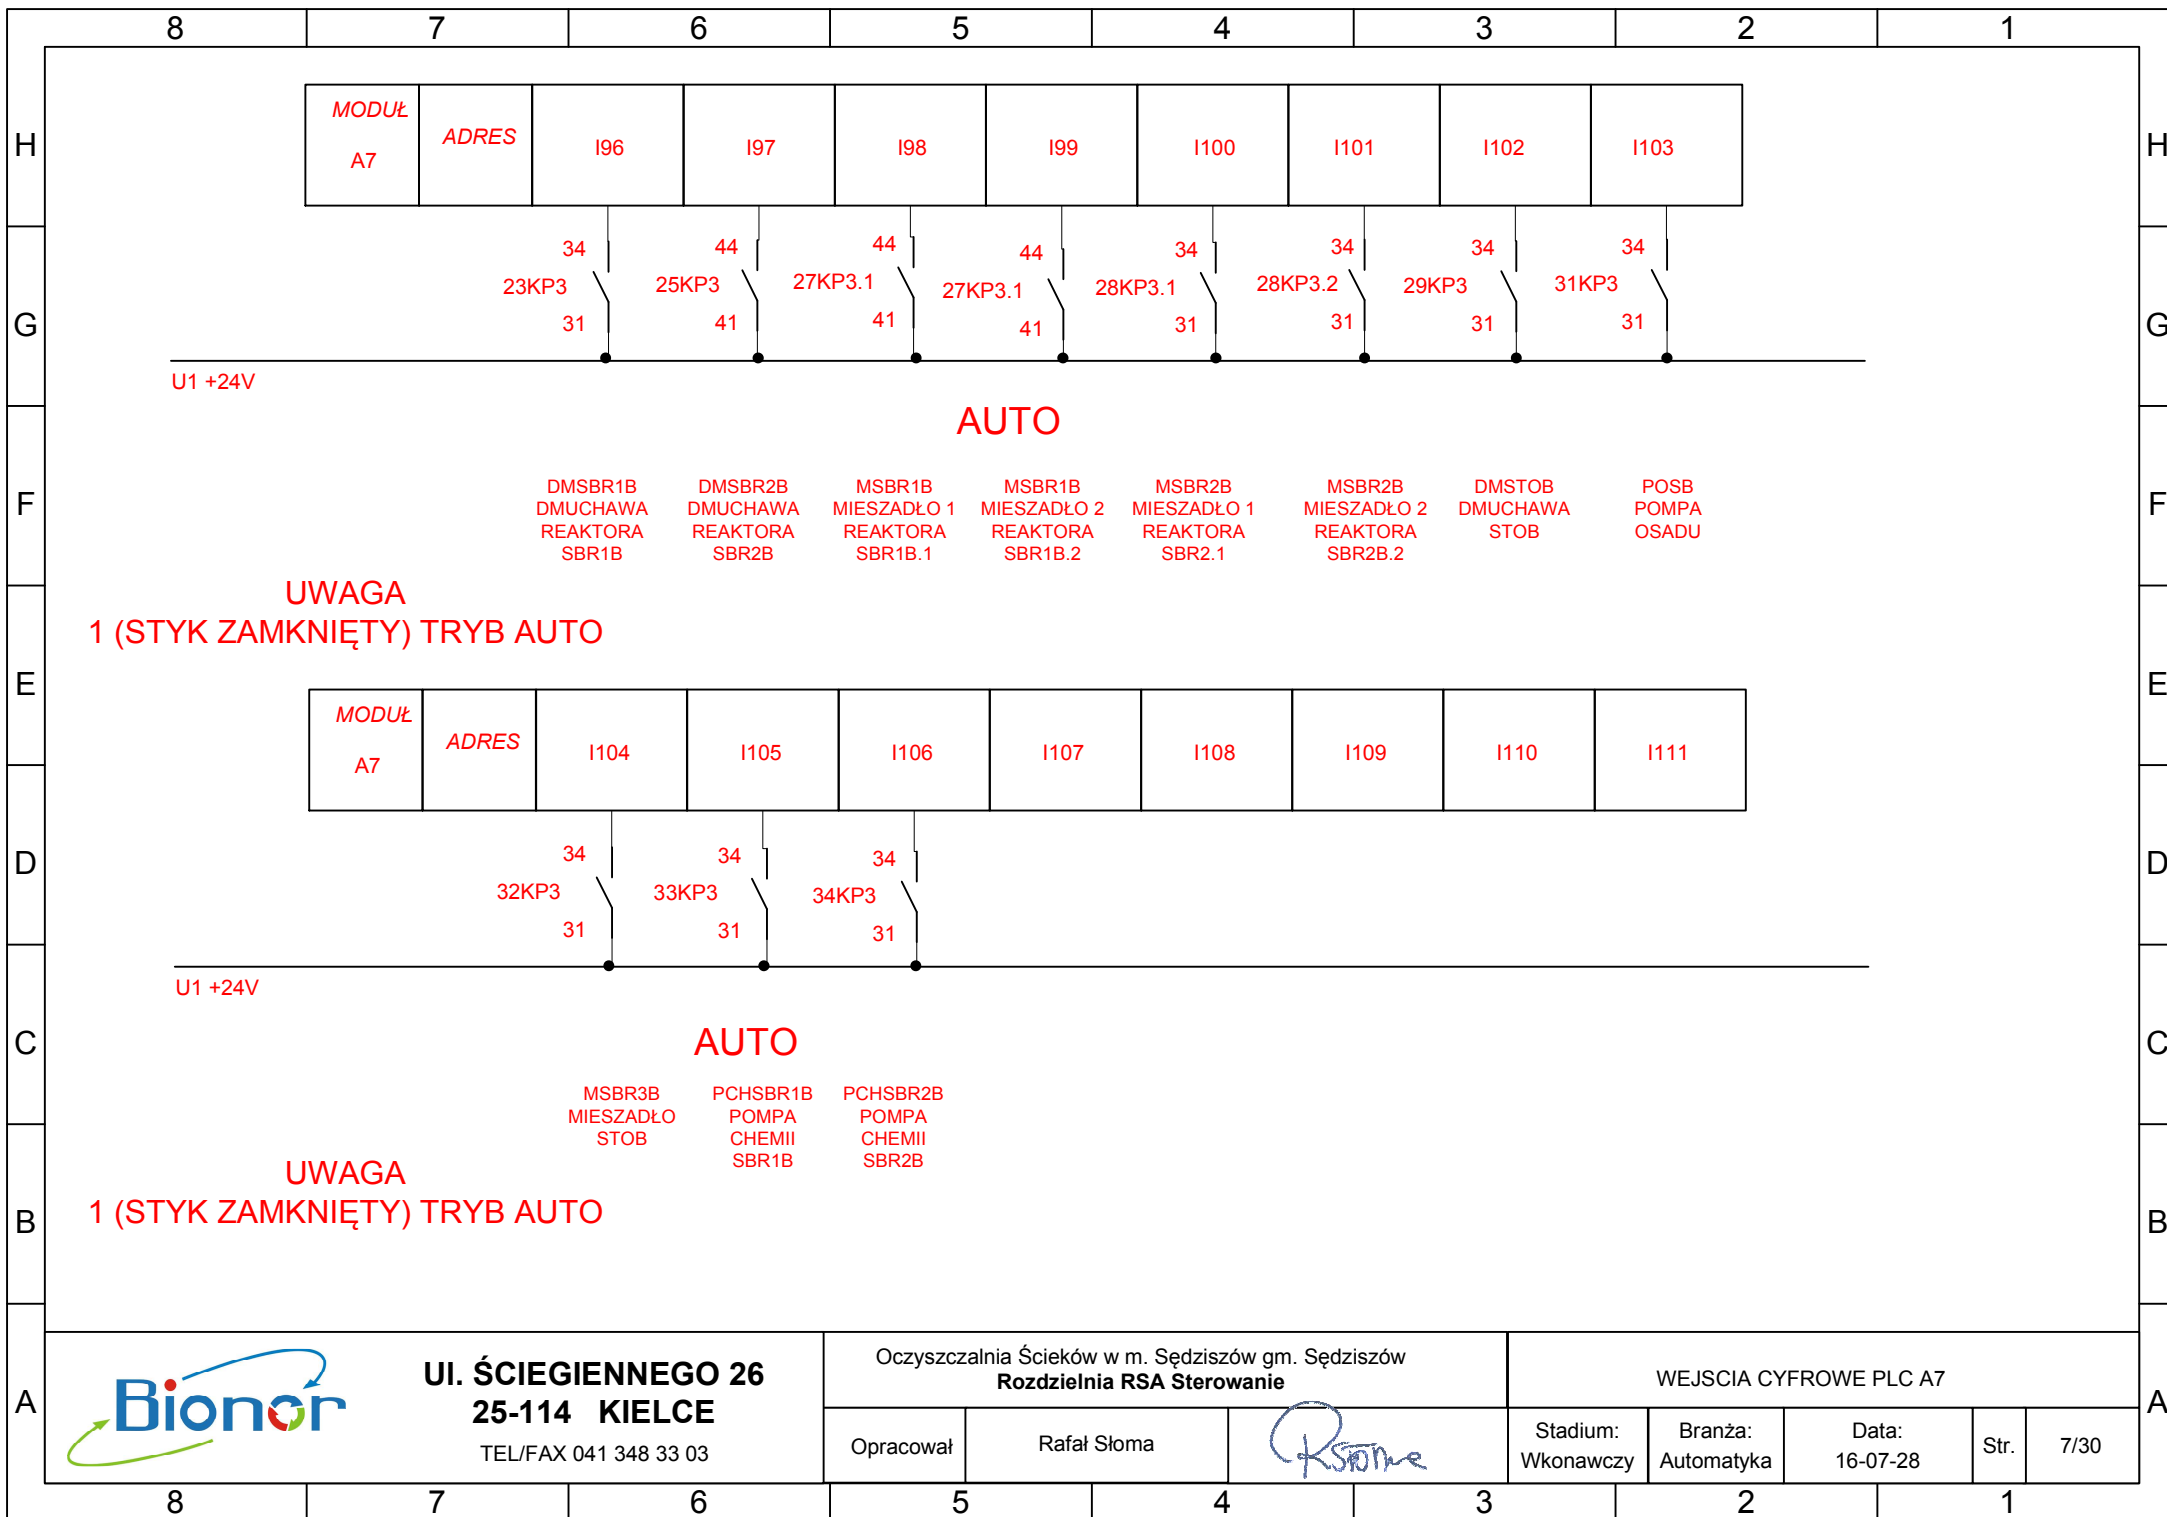 8 7 6 5 4 3 2 1
H H
MODUŁ
A7
ADRES
I96 I97 I98 I99 I100 I101 I102 I103
34 44 44 44 34 34 34 34
23KP3 25KP3 27KP3.1 27KP3.1 28KP3.1 28KP3.2 29KP3 31KP3
31 41 41 41 31 31 31 31
G G
U1 +24V
AUTO
F F
DMSBR1B
DMUCHAWA
REAKTORA
SBR1B
DMSBR2B
DMUCHAWA
REAKTORA
SBR2B
MSBR1B
MIESZADŁO 1
REAKTORA
SBR1B.1
MSBR1B
MIESZADŁO 2
REAKTORA
SBR1B.2
MSBR2B
MIESZADŁO 1
REAKTORA
SBR2.1
MSBR2B
MIESZADŁO 2
REAKTORA
SBR2B.2
DMSTOB
DMUCHAWA
STOB
POSB
POMPA
OSADU
UWAGA
1 (STYK ZAMKNIĘTY) TRYB AUTO
E E
MODUŁ
A7
ADRES
I104 I105 I106 I107 I108 I109 I110 I111
D D
34 34 34
32KP3 33KP3 34KP3
31 31 31
U1 +24V
C C
AUTO
MSBR3B
MIESZADŁO
STOB
PCHSBR1B
POMPA
CHEMII
SBR1B
PCHSBR2B
POMPA
CHEMII
SBR2B
UWAGA
1 (STYK ZAMKNIĘTY) TRYB AUTO
B B
A A
Bionor
Ul. ŚCIEGIENNEGO 26
25-114 KIELCE
TEL/FAX 041 348 33 03
Oczyszczalnia Ścieków w m. Sędziszów gm. Sędziszów
Rozdzielnia RSA Sterowanie
Opracował
Rafał Słoma
RSłoma
WEJSCIA CYFROWE PLC A7
Stadium:
Wkonawczy
Branża:
Automatyka
Data:
16-07-28
Str.
7/30
8 7 6 5 4 3 2 1